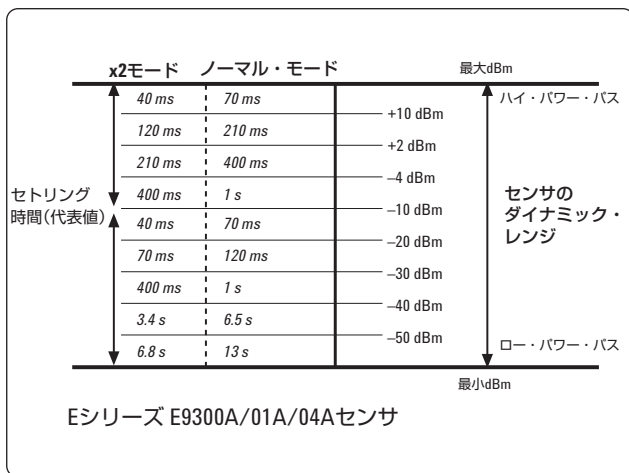 x2モード ノーマル・モード 最大dBm
40 ms 70 ms ハイ・パワー・パス
+10 dBm
120 ms 210 ms
+2 dBm
210 ms 400 ms
–4 dBm
セトリング
時間(代表値)
400 ms 1 s
–10 dBm
センサの
ダイナミック・
レンジ
40 ms 70 ms
–20 dBm
70 ms 120 ms
–30 dBm
400 ms 1 s
–40 dBm
3.4 s 6.5 s
–50 dBm
6.8 s 13 s ロー・パワー・パス
最小dBm
Eシリーズ E9300A/01A/04Aセンサ